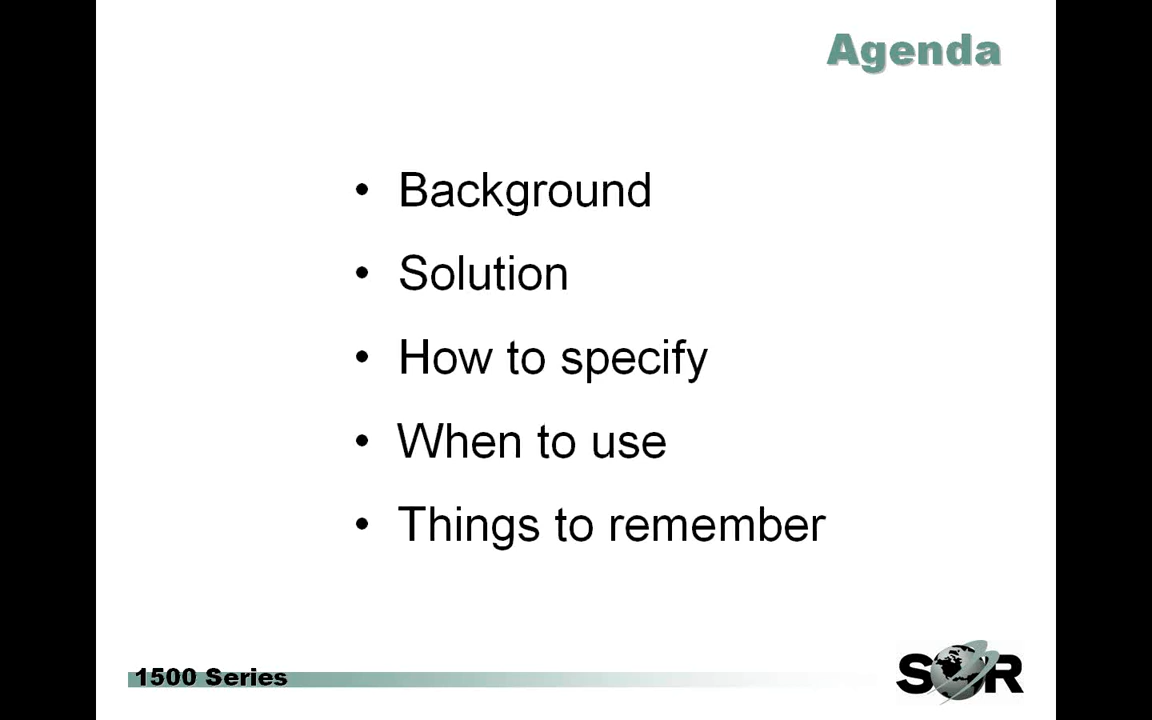 Agenda
• Background
• Solution
• How to specify
• When to use
• Things to remember
1500 Series
SOR